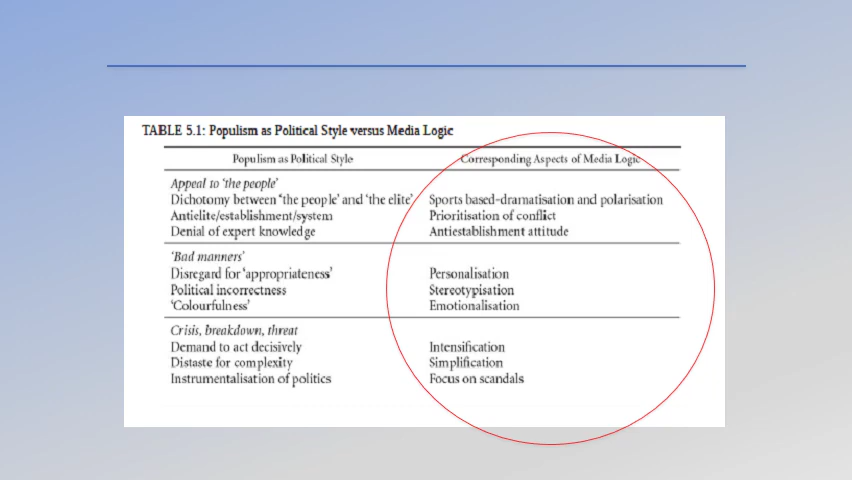 TABLE 5.1: Populism as Political Style versus Media Logic
Populism as Political Style Corresponding Aspects of Media Logic
Appeal to 'the people'
Dichotomy between 'the people' and 'the elite' Sports based-dramatisation and polarisation
Antielite/establishment/system Prioritisation of conflict
Denial of expert knowledge Antiestablishment attitude
'Bad manners'
Disregard for 'appropriateness' Personalisation
Political incorrectness Stereotypisation
'Colourfulness' Emotionalisation
Crisis, breakdown, threat
Demand to act decisively Intensification
Distaste for complexity Simplification
Instrumentalisation of politics Focus on scandals